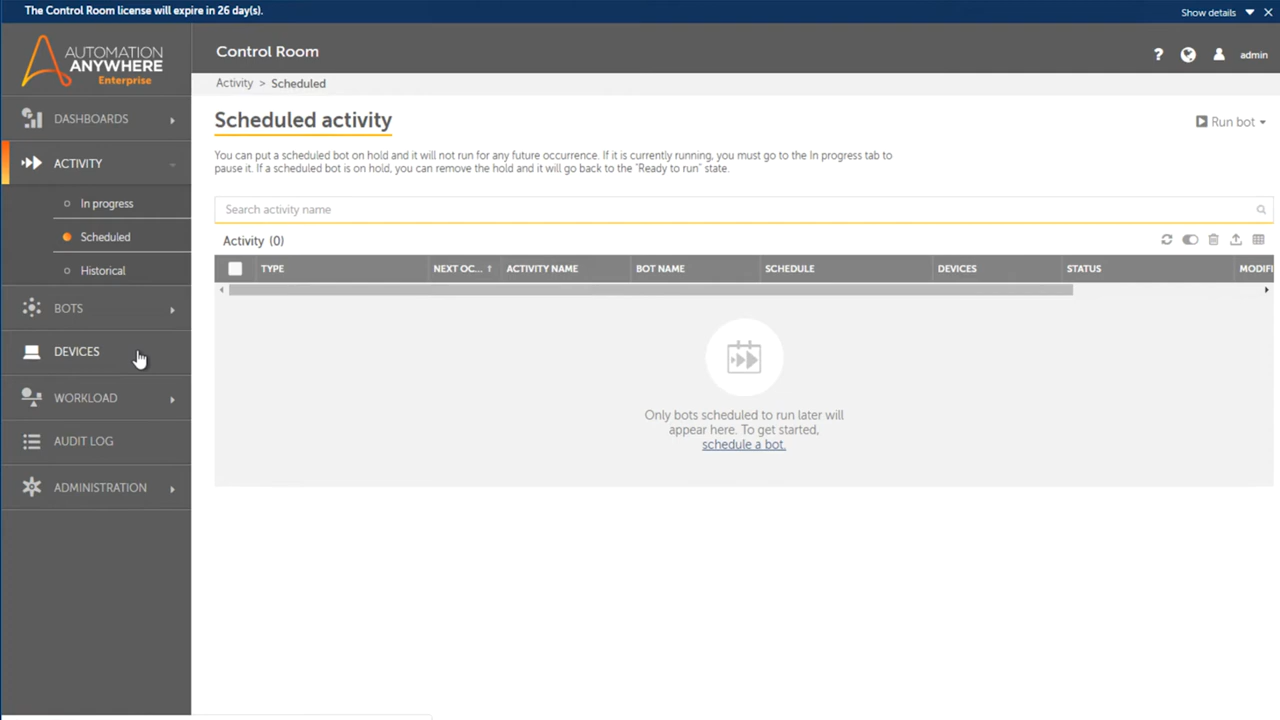 The Control Room license will expire in 26 day(s).
Show details
AUTOMATION
ANYWHERE
Enterprise
Control Room
? admin
Activity > Scheduled
DASHBOARDS
ACTIVITY
In progress
Scheduled
Historical
BOTS
DEVICES
WORKLOAD
AUDIT LOG
ADMINISTRATION
Scheduled activity
Run bot
You can put a scheduled bot on hold and it will not run for any future occurrence. If it is currently running, you must go to the In progress tab to
pause it. If a scheduled bot is on hold, you can remove the hold and it will go back to the "Ready to run" state.
Search activity name
Activity (0)
TYPE NEXT OC... ↑ ACTIVITY NAME BOT NAME SCHEDULE DEVICES STATUS MODIFI
Only bots scheduled to run later will
appear here. To get started,
schedule a bot.